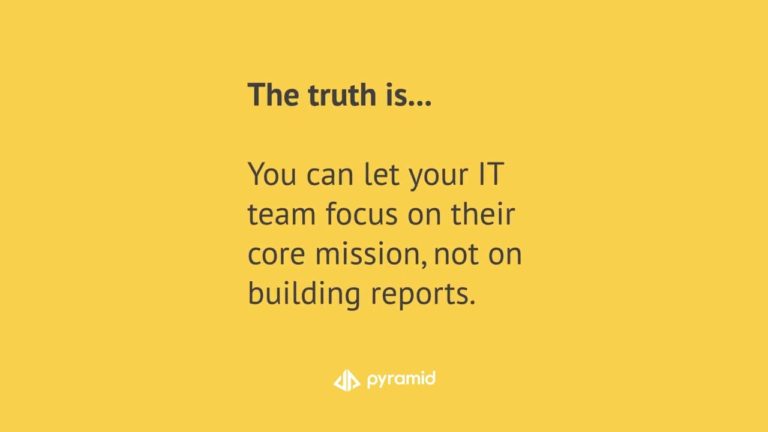 The truth is...
You can let your IT
team focus on their
core mission, not on
building reports.
pyramid